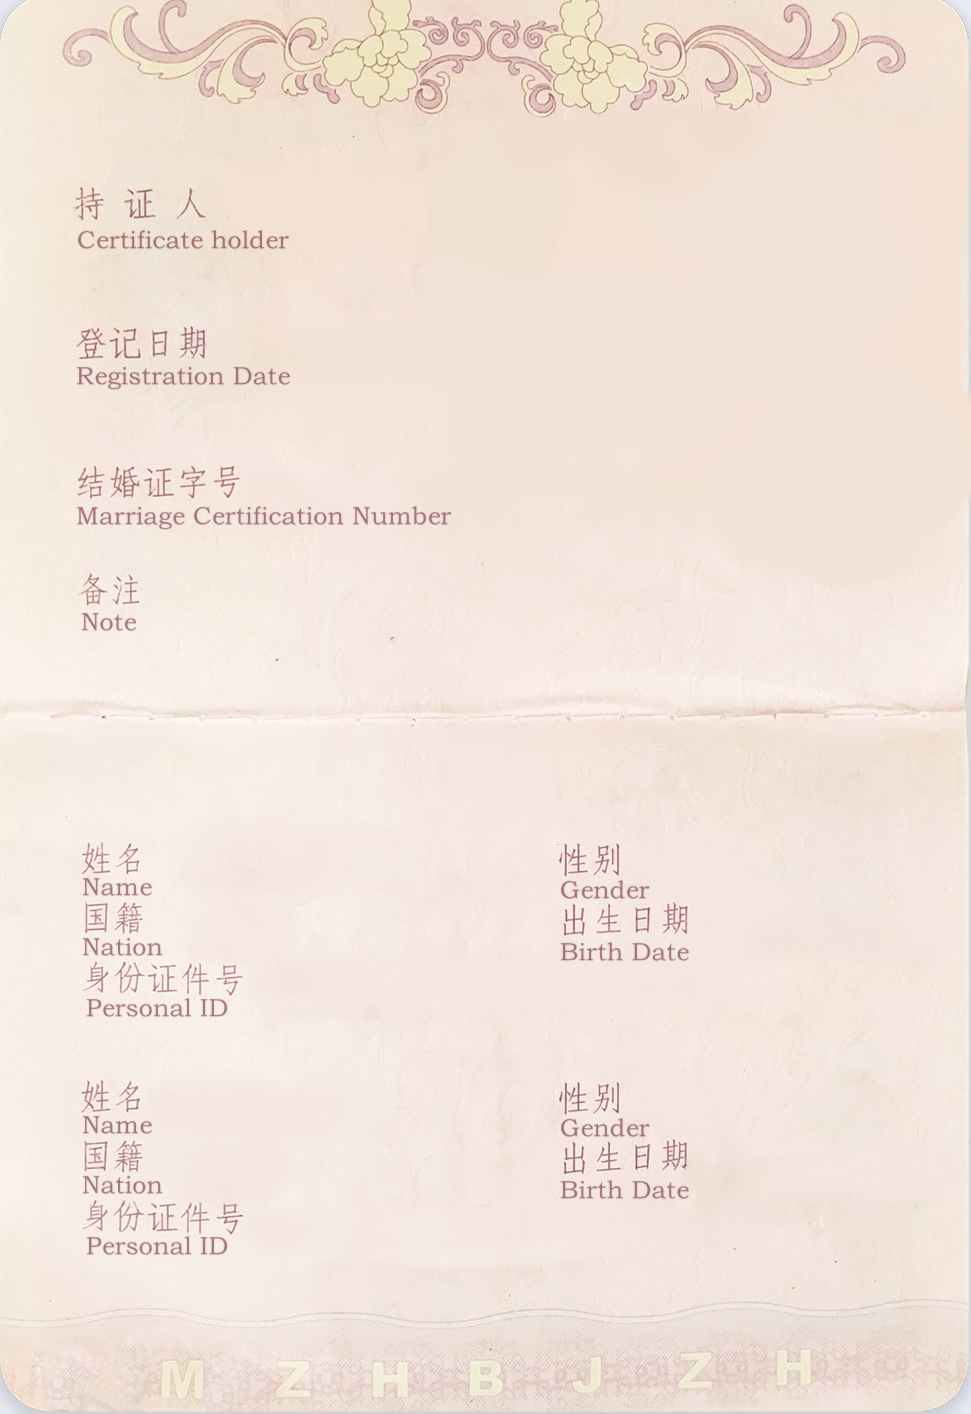 持证人
Certificate holder
登记日期
Registration Date
结婚证字号
Marriage Certification Number
备注
Note
姓名 性别
Name Gender
国籍 出生日期
Nation Birth Date
身份证件号
Personal ID
姓名 性别
Name Gender
国籍 出生日期
Nation Birth Date
身份证件号
Personal ID
M Z H B J Z H